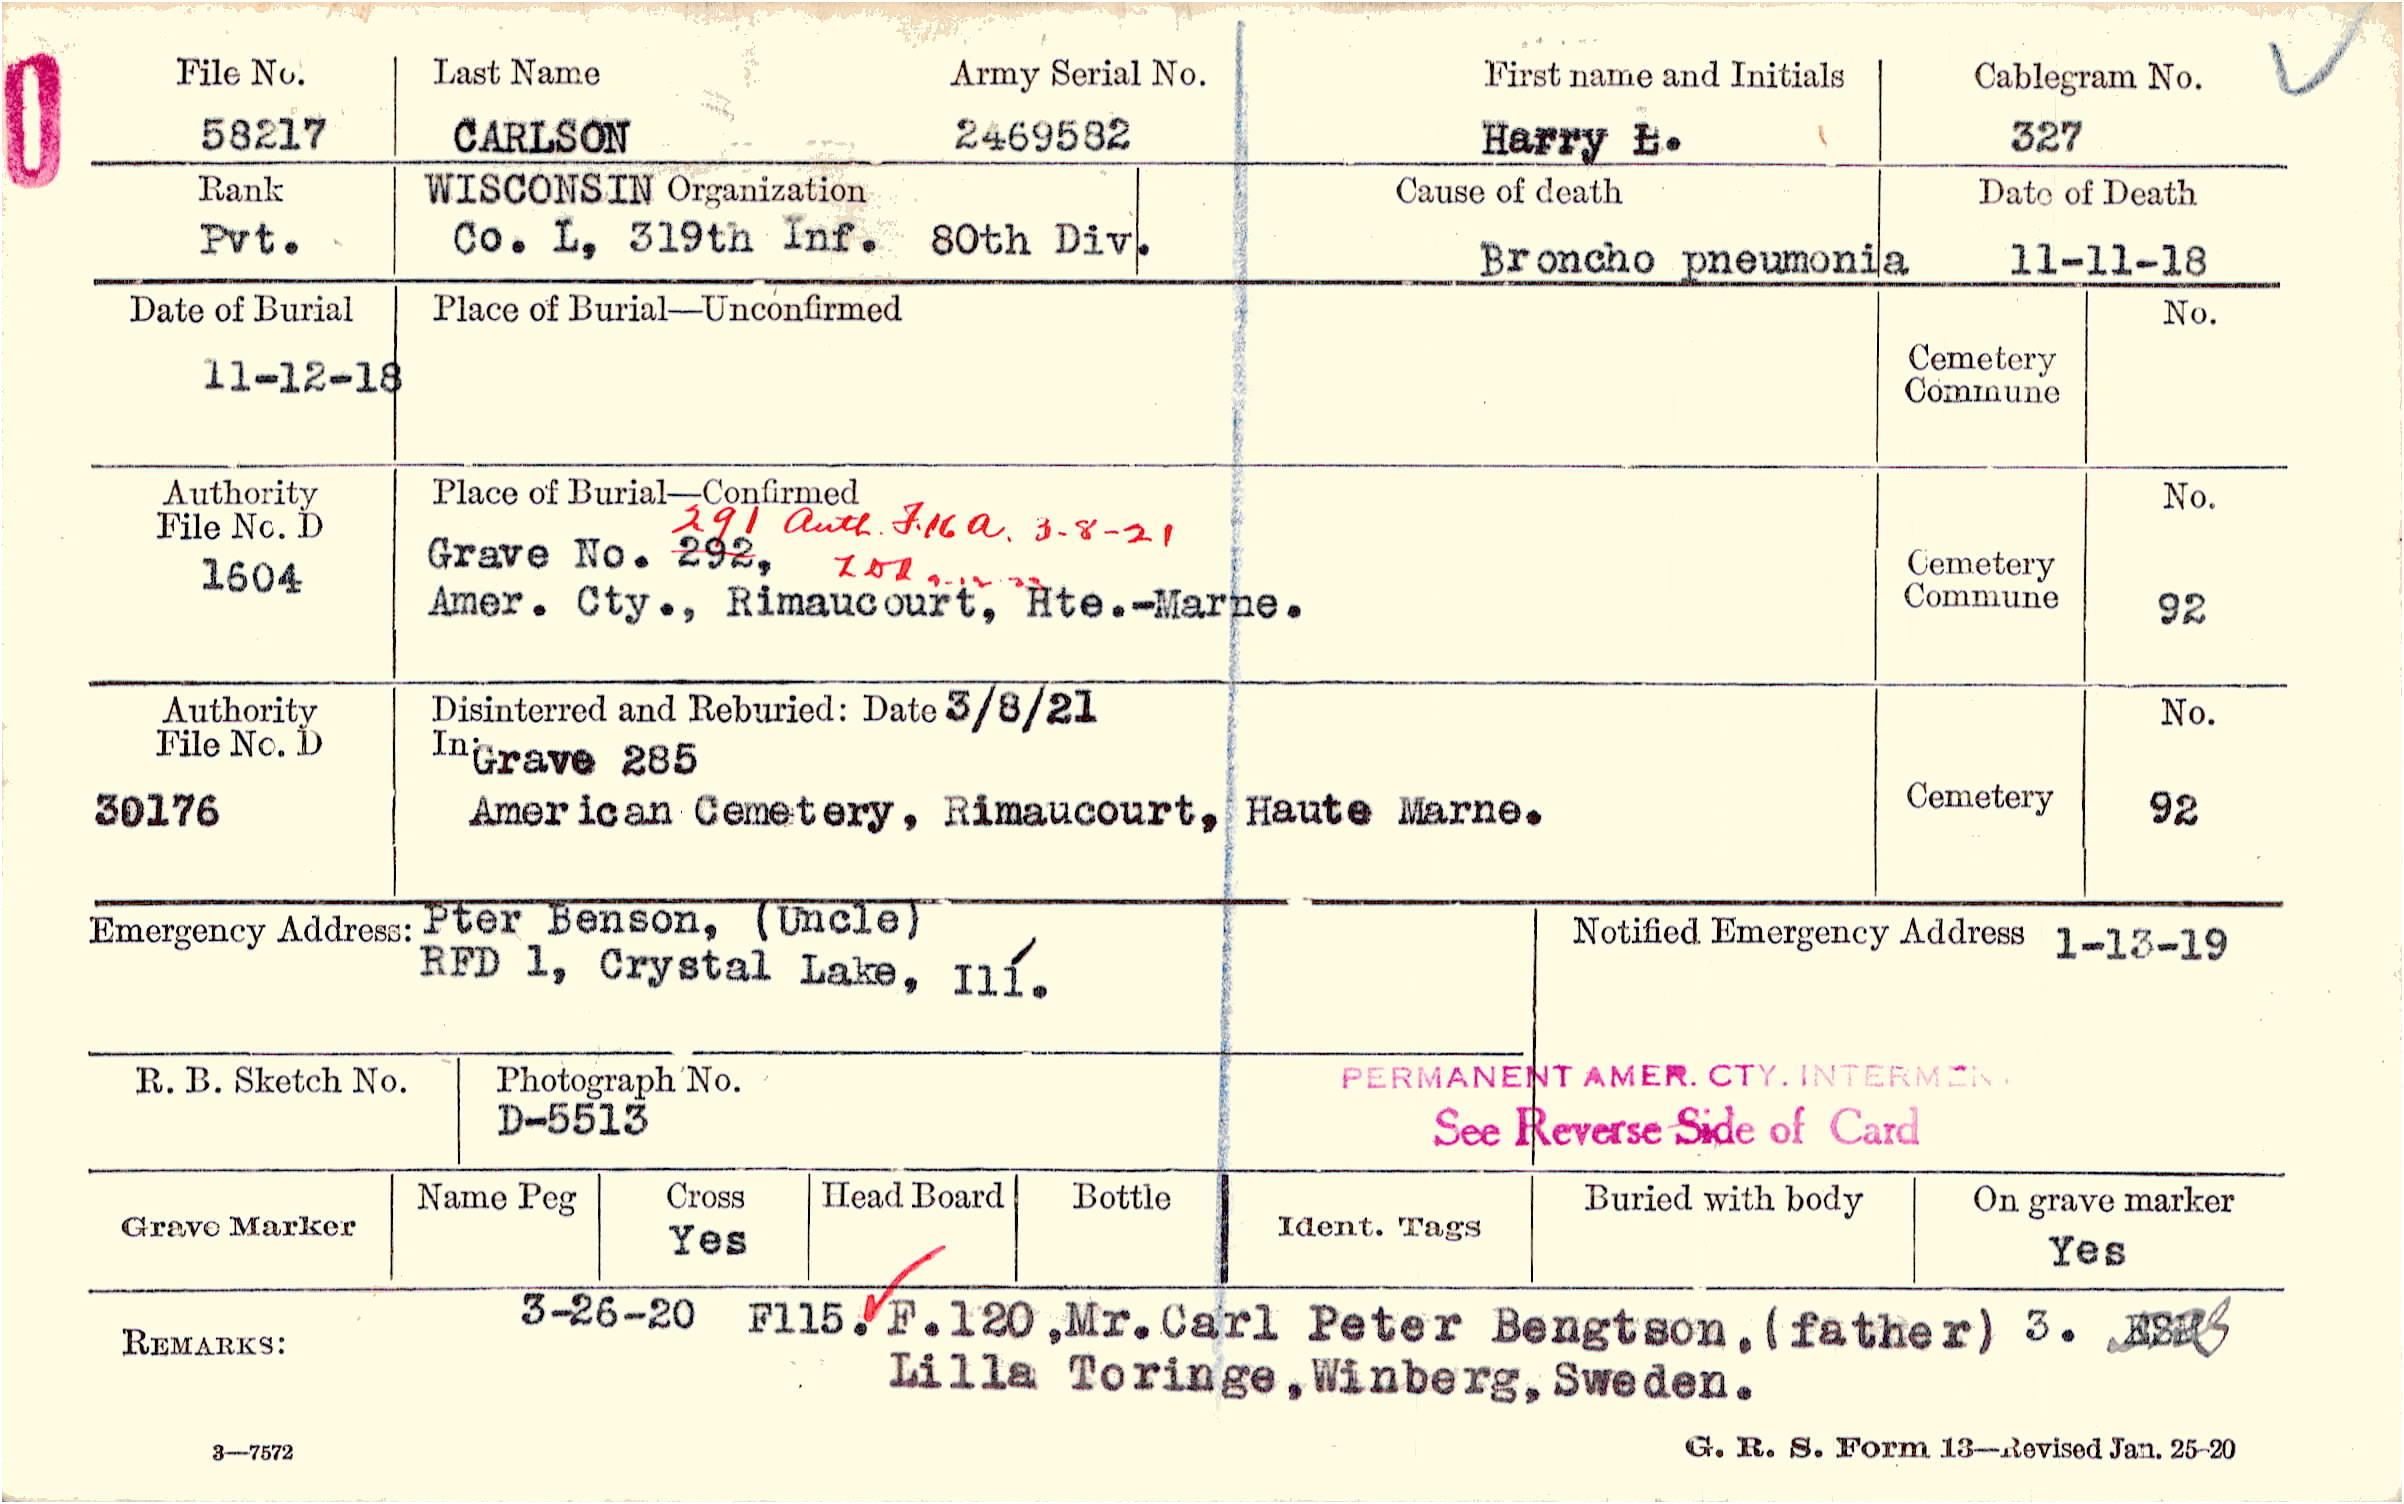 File No. Last Name Army Serial No. First name and Initials Cablegram No.
58217 CARLSON 2469582 Harry E. 327
Rank WISCONSIN Organization Cause of death Date of Death
Pvt. Co. L, 319th Inf. 80th Div. Broncho pneumonia 11-11-18
Date of Burial Place of Burial—Unconfirmed No.
11-12-18 Cemetery
Commune
Authority Place of Burial—Confirmed No.
File No. D 291 Auth. F.16 A. 3-8-21
1604 Grave No. 292, Cemetery
Amer. Cty., Rimaucourt, Hte.-Marne. Commune 92
Authority Disinterred and Reburied: Date 3/8/21 No.
File No. D In: Grave 285
30176 American Cemetery, Rimaucourt, Haute Marne. Cemetery 92
Emergency Address: Pter Benson, (Uncle) Notified Emergency Address 1-13-19
RFD 1, Crystal Lake, Ill.
R. B. Sketch No. Photograph No. PERMANENT AMER. CTY. INTERMEN
D-5513 See Reverse Side of Card
Grave Marker Name Peg Cross Head Board Bottle Ident. Tags Buried with body On grave marker
Yes Yes
REMARKS: 3-26-20 F115. F.120,Mr.Carl Peter Bengtson,(father) 3.
Lilla Toringe,Winberg,Sweden.
3—7572 G. R. S. Form 13—Revised Jan. 25-20